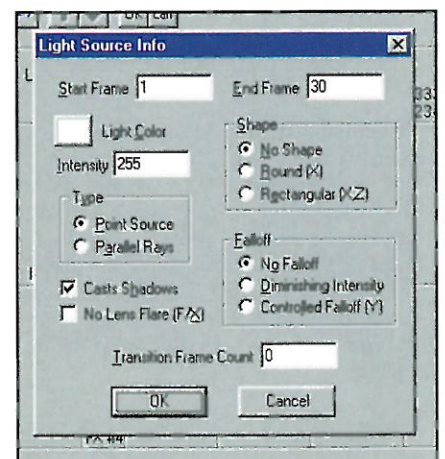 OK Can
Light Source Info
Start Frame 1 End Frame 30
Light Color
Intensity 255
Type
Point Source
Parallel Rays
Casts Shadows
No Lens Flare (F/X)
Shape
No Shape
Round (X)
Rectangular (X,Z)
Falloff
No Falloff
Diminishing Intensity
Controlled Falloff (Y)
Transition Frame Count 0
OK Cancel